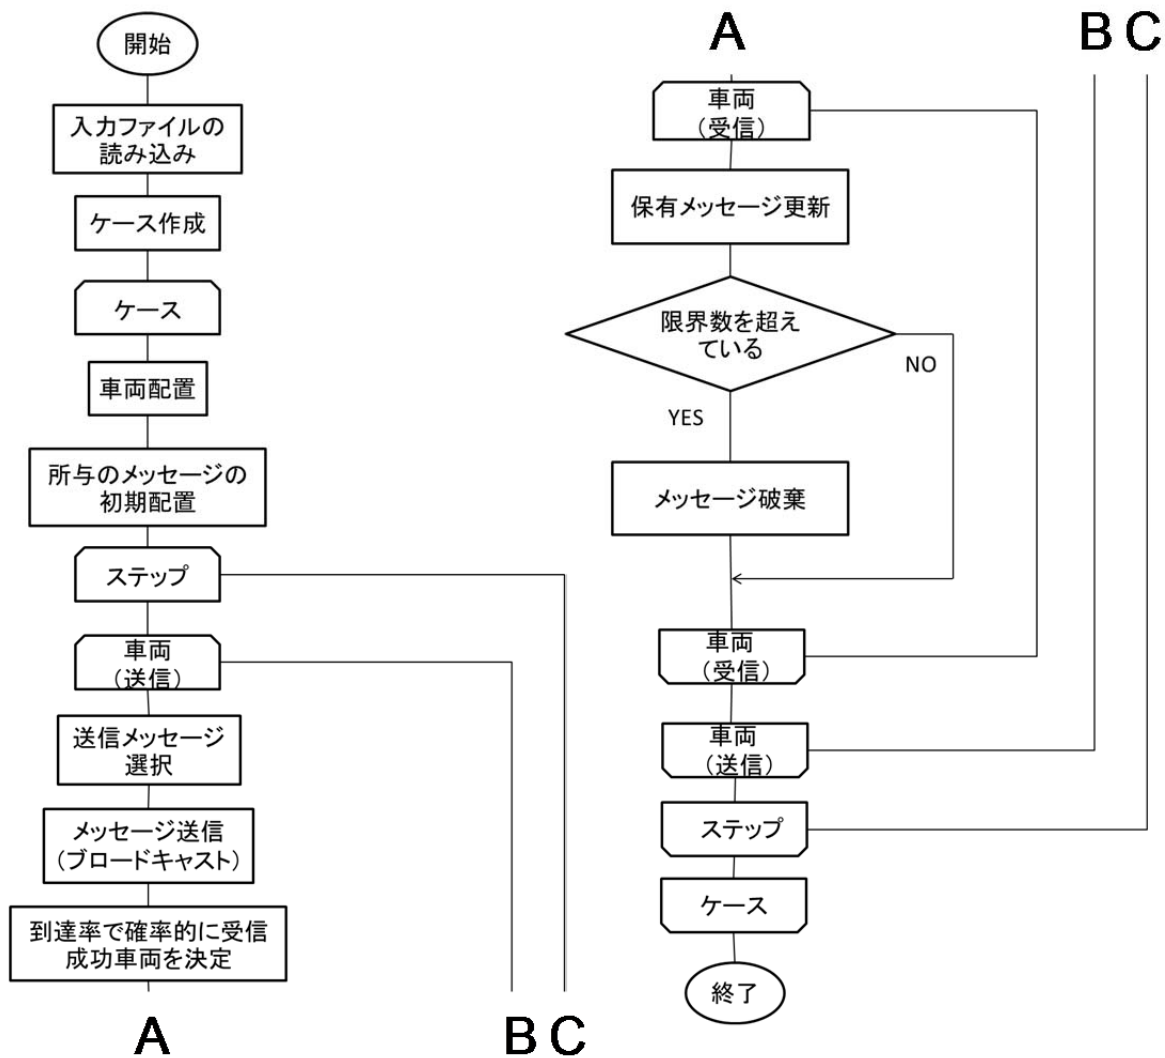 開始
入力ファイルの
読み込み
ケース作成
ケース
車両配置
所与のメッセージの
初期配置
ステップ
車両
（送信）
送信メッセージ
選択
メッセージ送信
（ブロードキャスト）
到達率で確率的に受信
成功車両を決定
A
B C
A
B C
車両
（受信）
保有メッセージ更新
限界数を超え
ている
NO
YES
メッセージ破棄
車両
（受信）
車両
（送信）
ステップ
ケース
終了